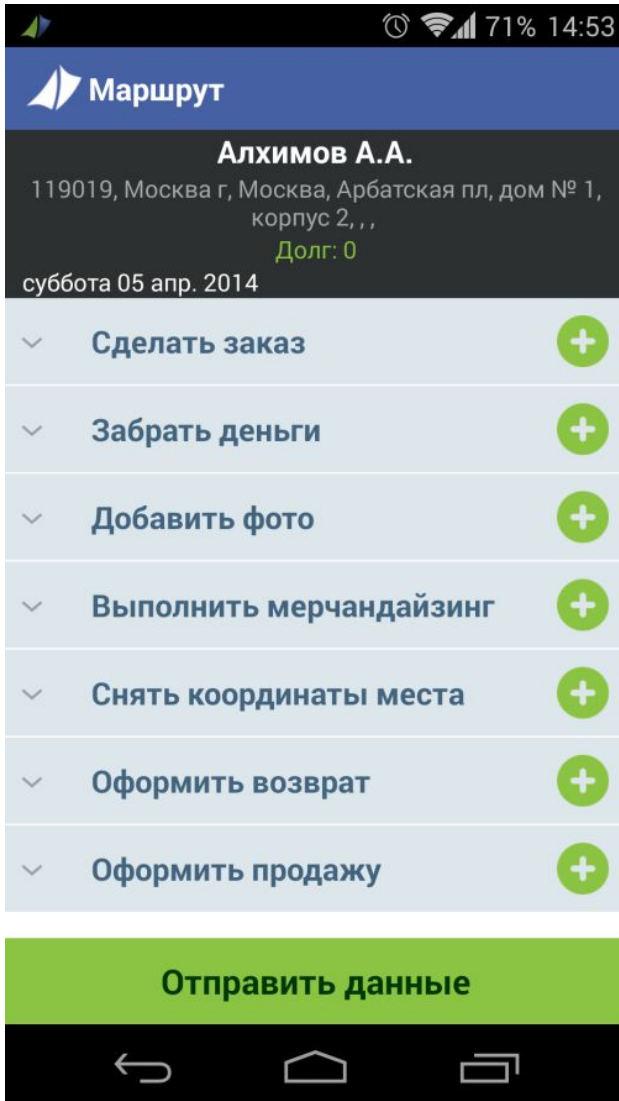 71% 14:53
Маршрут
Алхимов А.А.
119019, Москва г, Москва, Арбатская пл, дом № 1,
корпус 2, , ,
Долг: 0
суббота 05 апр. 2014
Сделать заказ
Забрать деньги
Добавить фото
Выполнить мерчандайзинг
Снять координаты места
Оформить возврат
Оформить продажу
Отправить данные